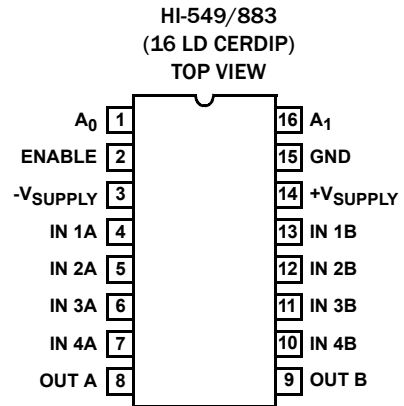 HI-549/883
(16 LD CERDIP)
TOP VIEW
A0 1 16 A1
ENABLE 2 15 GND
-VSUPPLY 3 14 +VSUPPLY
IN 1A 4 13 IN 1B
IN 2A 5 12 IN 2B
IN 3A 6 11 IN 3B
IN 4A 7 10 IN 4B
OUT A 8 9 OUT B